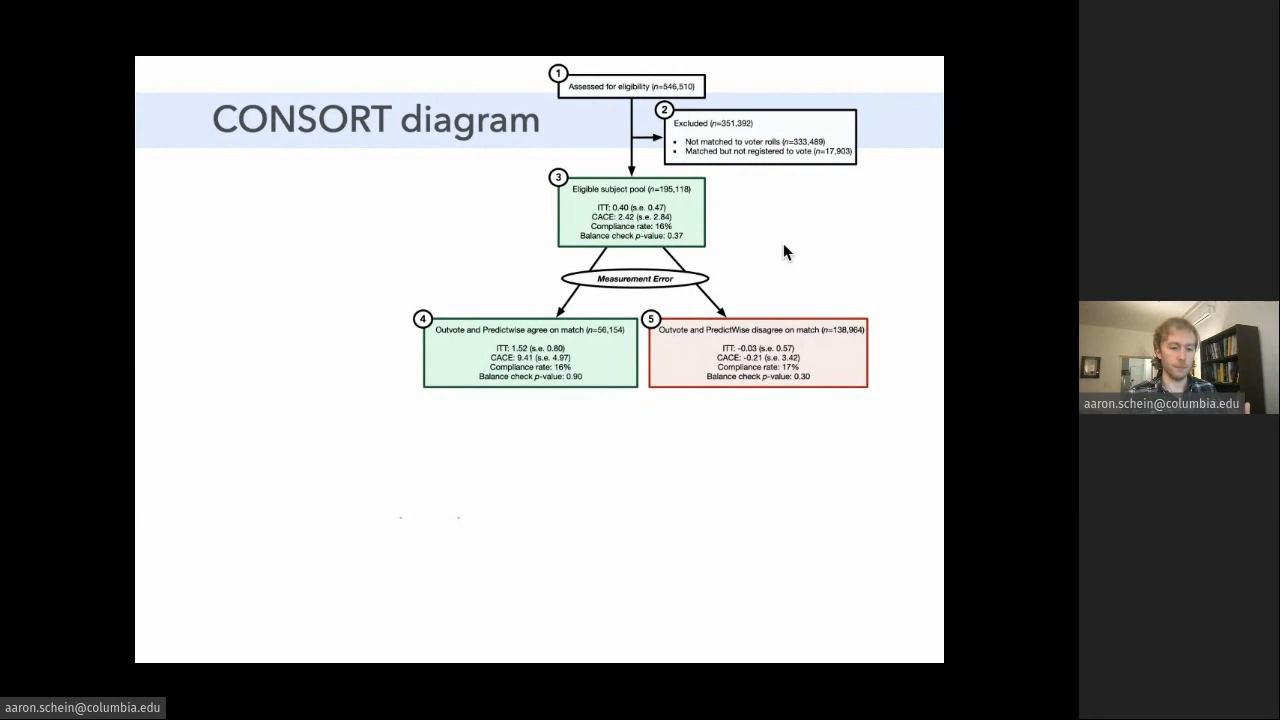 CONSORT diagram
1
Assessed for eligibility (n=546,510)
2
Excluded (n=351,392)
• Not matched to voter rolls (n=333,489)
• Matched but not registered to vote (n=17,903)
3
Eligible subject pool (n=195,118)
ITT: 0.40 (s.e. 0.47)
CACE: 2.42 (s.e. 2.84)
Compliance rate: 16%
Balance check p-value: 0.37
Measurement Error
4
Outvote and Predictwise agree on match (n=56,154)
ITT: 1.52 (s.e. 0.80)
CACE: 9.41 (s.e. 4.97)
Compliance rate: 16%
Balance check p-value: 0.90
5
Outvote and PredictWise disagree on match (n=138,964)
ITT: -0.03 (s.e. 0.57)
CACE: -0.21 (s.e. 3.42)
Compliance rate: 17%
Balance check p-value: 0.30
aaron.schein@columbia.edu
aaron.schein@columbia.edu